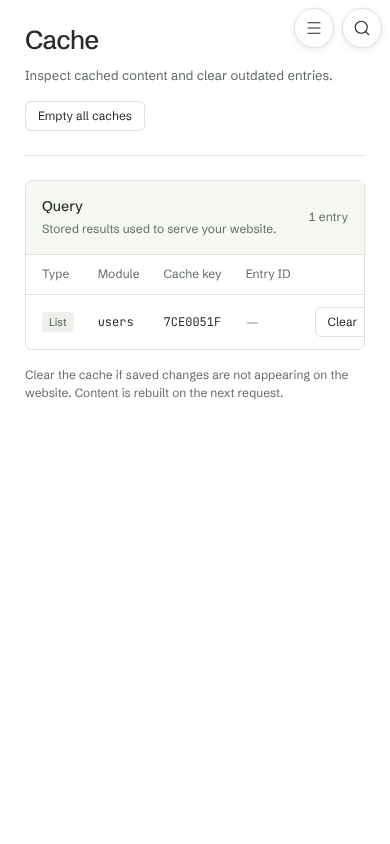 Cache
Inspect cached content and clear outdated entries.
Empty all caches
Query
Stored results used to serve your website.
1 entry
Type Module Cache key Entry ID
List users 7CE0051F — Clear
Clear the cache if saved changes are not appearing on the
website. Content is rebuilt on the next request.